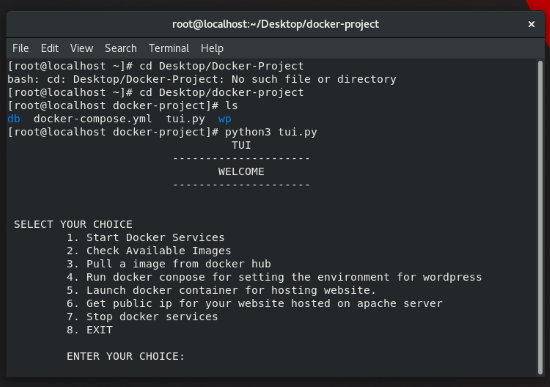 root@localhost:~/Desktop/docker-project
File Edit View Search Terminal Help
[root@localhost ~]# cd Desktop/Docker-Project
bash: cd: Desktop/Docker-Project: No such file or directory
[root@localhost ~]# cd Desktop/docker-project
[root@localhost docker-project]# ls
db docker-compose.yml tui.py wp
[root@localhost docker-project]# python3 tui.py
TUI
---------------------
WELCOME
---------------------
SELECT YOUR CHOICE
1. Start Docker Services
2. Check Available Images
3. Pull a image from docker hub
4. Run docker conpose for setting the environment for wordpress
5. Launch docker container for hosting website.
6. Get public ip for your website hosted on apache server
7. Stop docker services
8. EXIT
ENTER YOUR CHOICE: